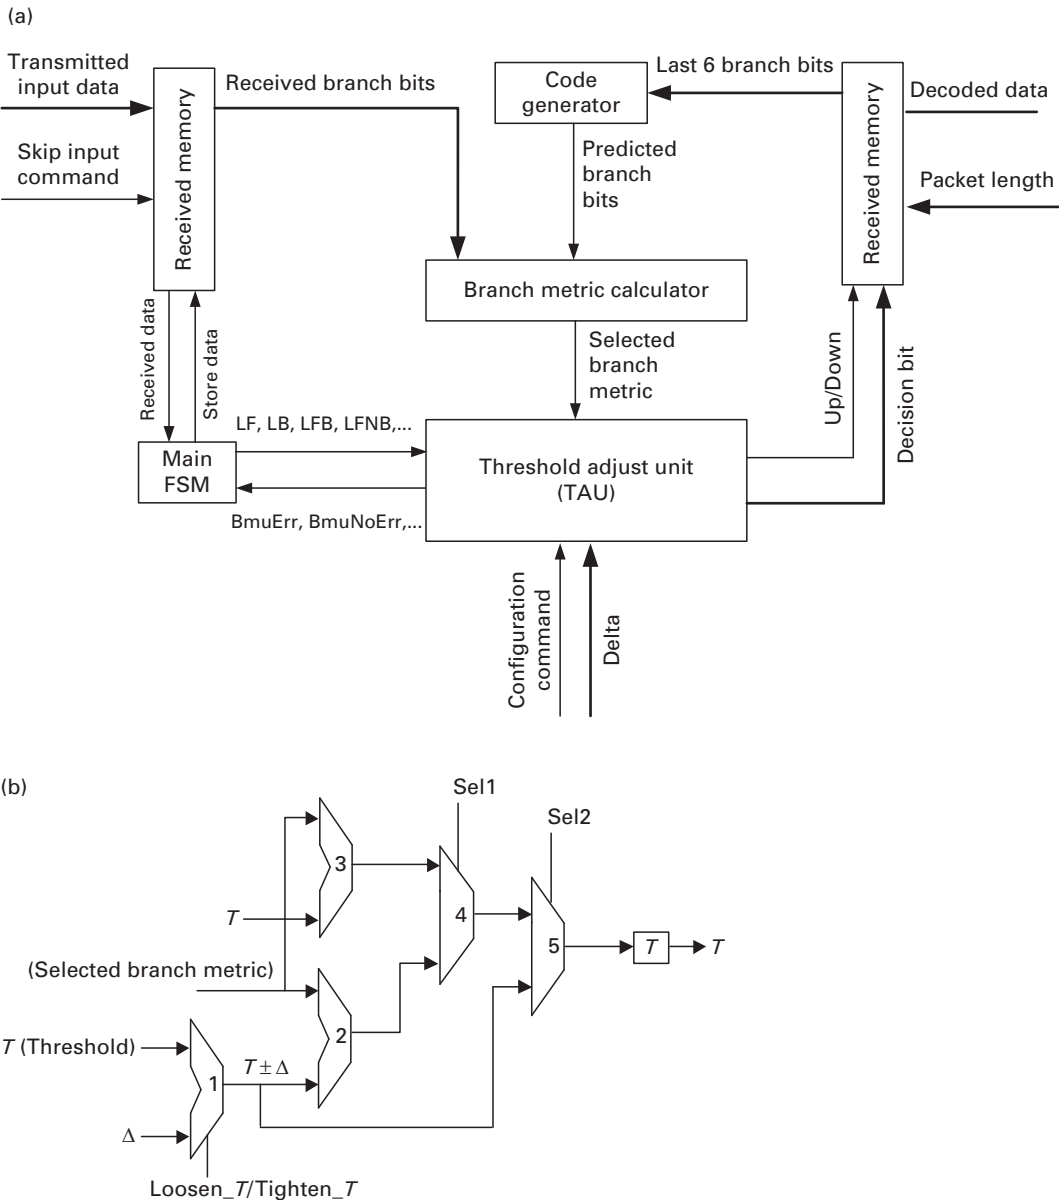 (a)
Transmitted
input data
Skip input
command
Received memory
Received branch bits
Code
generator
Last 6 branch bits
Received memory
Decoded data
Packet length
Predicted
branch
bits
Branch metric calculator
Selected
branch
metric
Received data
Store data
Main
FSM
LF, LB, LFB, LFNB,...
BmuErr, BmuNoErr,...
Threshold adjust unit
(TAU)
Up/Down
Decision bit
Configuration
command
Delta
(b)
Sel1
Sel2
3
4
5
T
T
T
(Selected branch metric)
2
T (Threshold)
1
T ± Δ
Δ
Loosen_T/Tighten_T